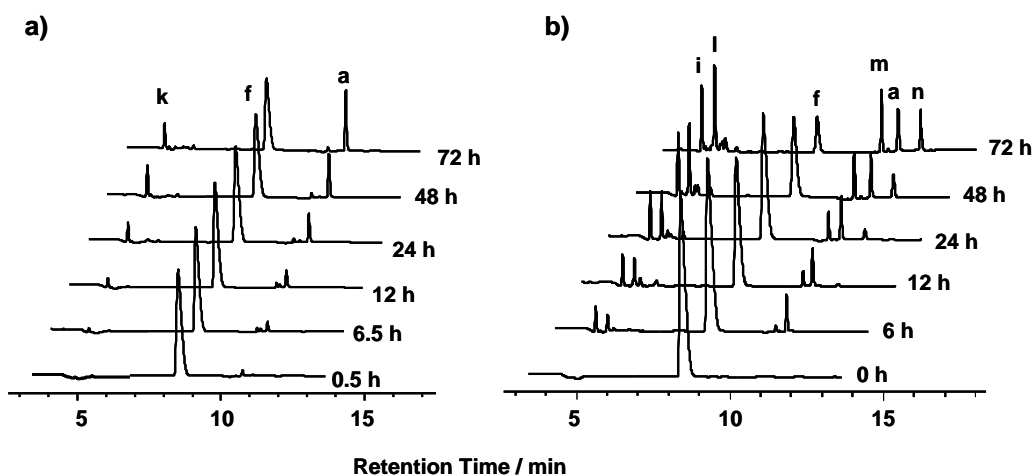 a)
k
f
a
72 h
48 h
24 h
12 h
6.5 h
0.5 h
5
10
15
b)
i
l
f
m
a
n
72 h
48 h
24 h
12 h
6 h
0 h
5
10
15
Retention Time / min